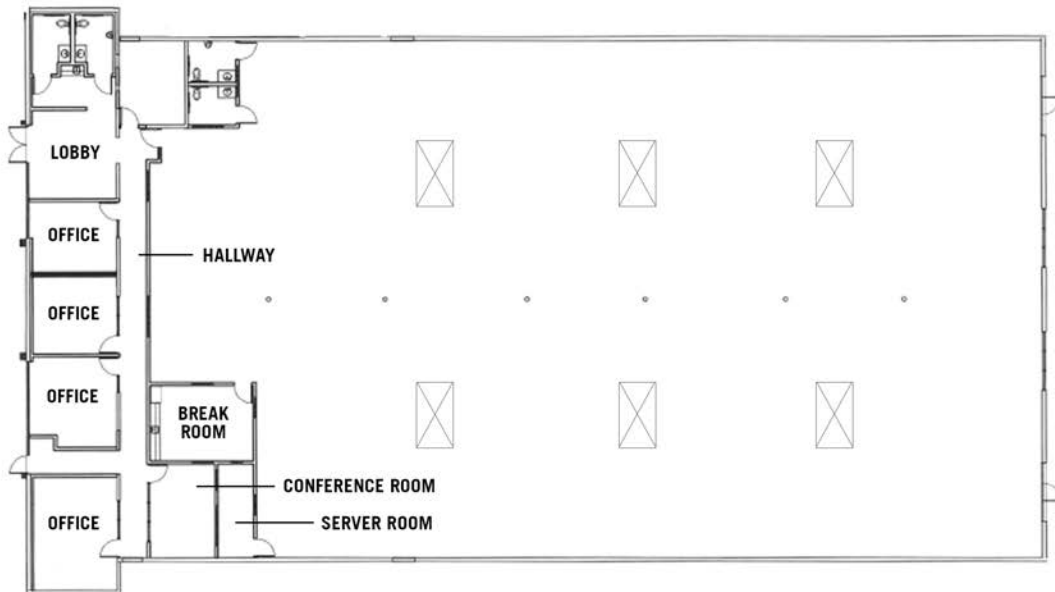 LOBBY
OFFICE
HALLWAY
OFFICE
OFFICE
BREAK
ROOM
CONFERENCE ROOM
SERVER ROOM
OFFICE